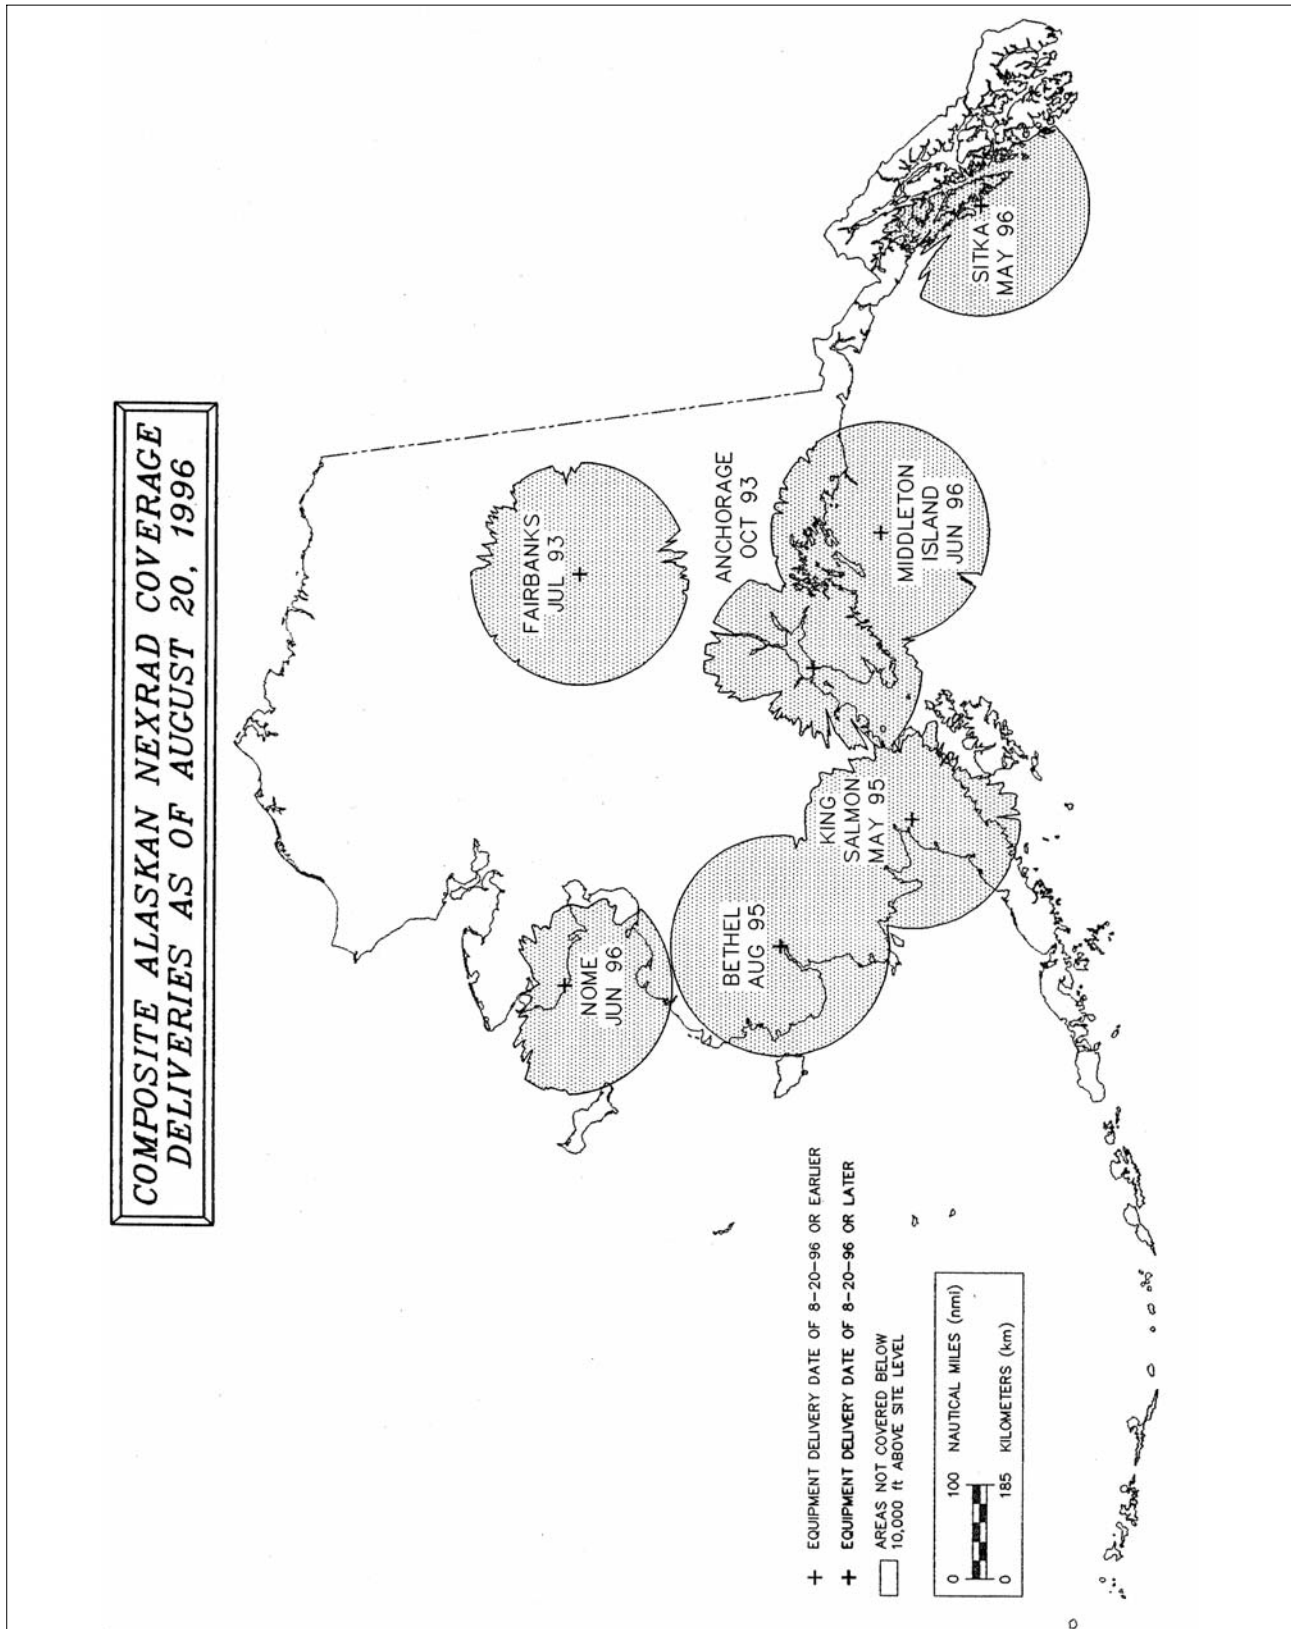 COMPOSITE ALASKAN NEXRAD COVERAGE
DELIVERIES AS OF AUGUST 20, 1996
FAIRBANKS
JUL 93
ANCHORAGE
OCT 93
MIDDLETON
ISLAND
JUN 96
SITKA
MAY 96
NOME
JUN 96
BETHEL
AUG 95
KING
SALMON
MAY 95
+ EQUIPMENT DELIVERY DATE OF 8-20-96 OR EARLIER
+ EQUIPMENT DELIVERY DATE OF 8-20-96 OR LATER
AREAS NOT COVERED BELOW
10,000 ft ABOVE SITE LEVEL
0 100 NAUTICAL MILES (nmi)
0 185 KILOMETERS (km)